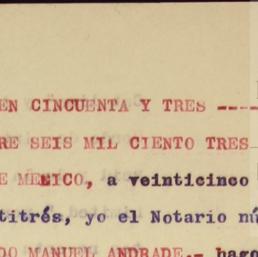 EN CINCUENTA Y TRES ----
RE SEIS MIL CIENTO TRES
E MEXICO, a veinticinco
titrés, yo el Notario nú
DO MANUEL ANDRADE.- hago